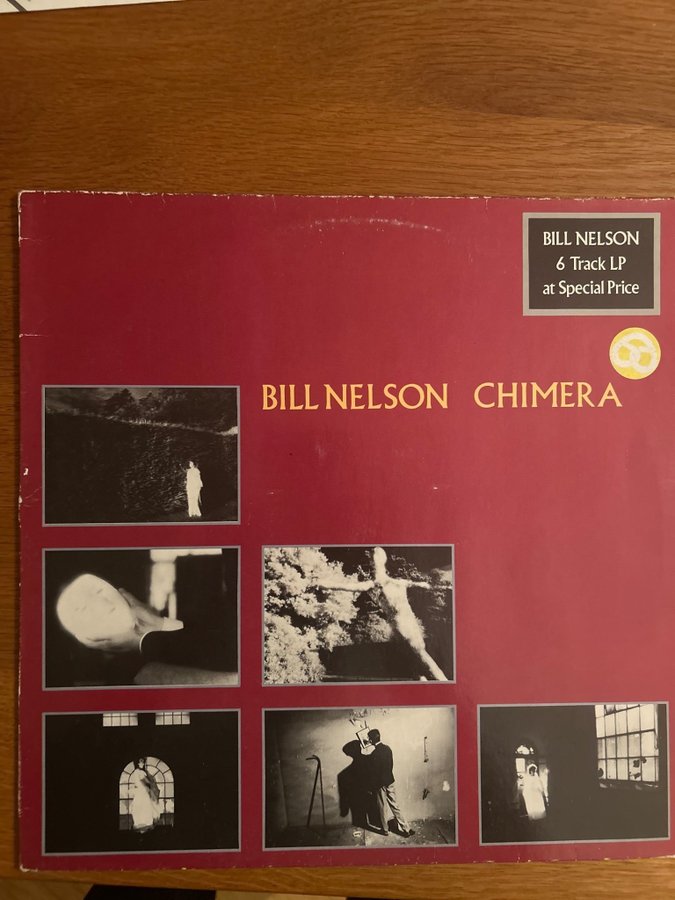 BILL NELSON
6 Track LP
at Special Price
BILL NELSON CHIMERA